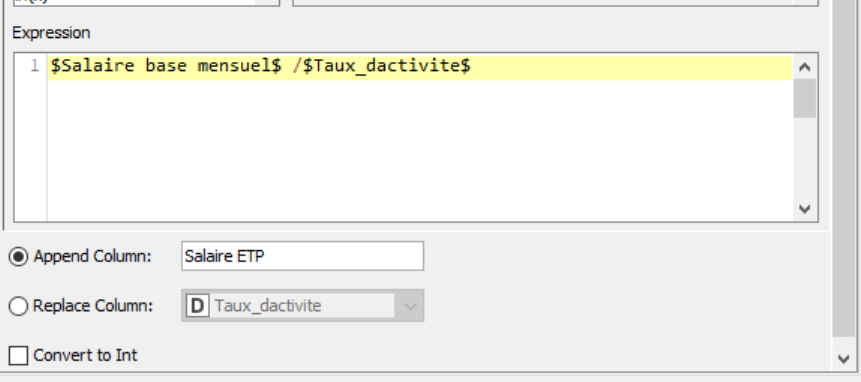 Expression
1 $Salaire base mensuel$ /$Taux_dactivite$
Append Column: Salaire ETP
Replace Column: D Taux_dactivite
Convert to Int